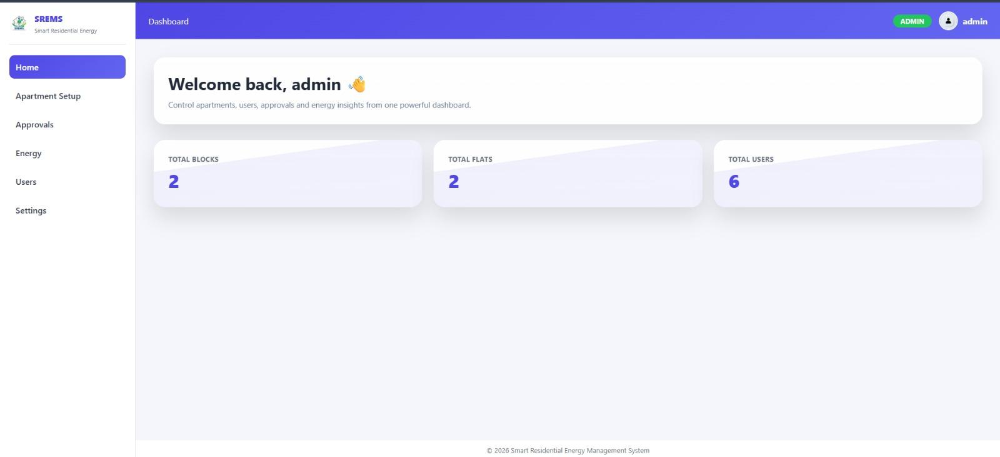 SREMS
Smart Residential Energy
Dashboard
ADMIN
admin
Home
Apartment Setup
Approvals
Energy
Users
Settings
Welcome back, admin 👋
Control apartments, users, approvals and energy insights from one powerful dashboard.
TOTAL BLOCKS
2
TOTAL FLATS
2
TOTAL USERS
6
© 2026 Smart Residential Energy Management System